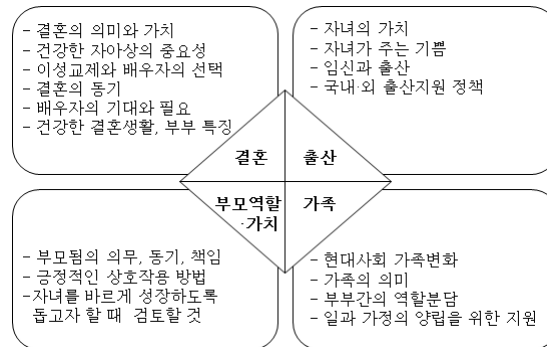 - 결혼의 의미와 가치
- 건강한 자아상의 중요성
- 이성교제와 배우자의 선택
- 결혼의 동기
- 배우자의 기대와 필요
- 건강한 결혼생활, 부부 특징
- 자녀의 가치
- 자녀가 주는 기쁨
- 임신과 출산
- 국내·외 출산지원 정책
결혼
출산
부모역할
·가치
가족
- 부모됨의 의무, 동기, 책임
- 긍정적인 상호작용 방법
-자녀를 바르게 성장하도록
돕고자 할 때 검토할 것
- 현대사회 가족변화
- 가족의 의미
- 부부간의 역할분담
- 일과 가정의 양립을 위한 지원